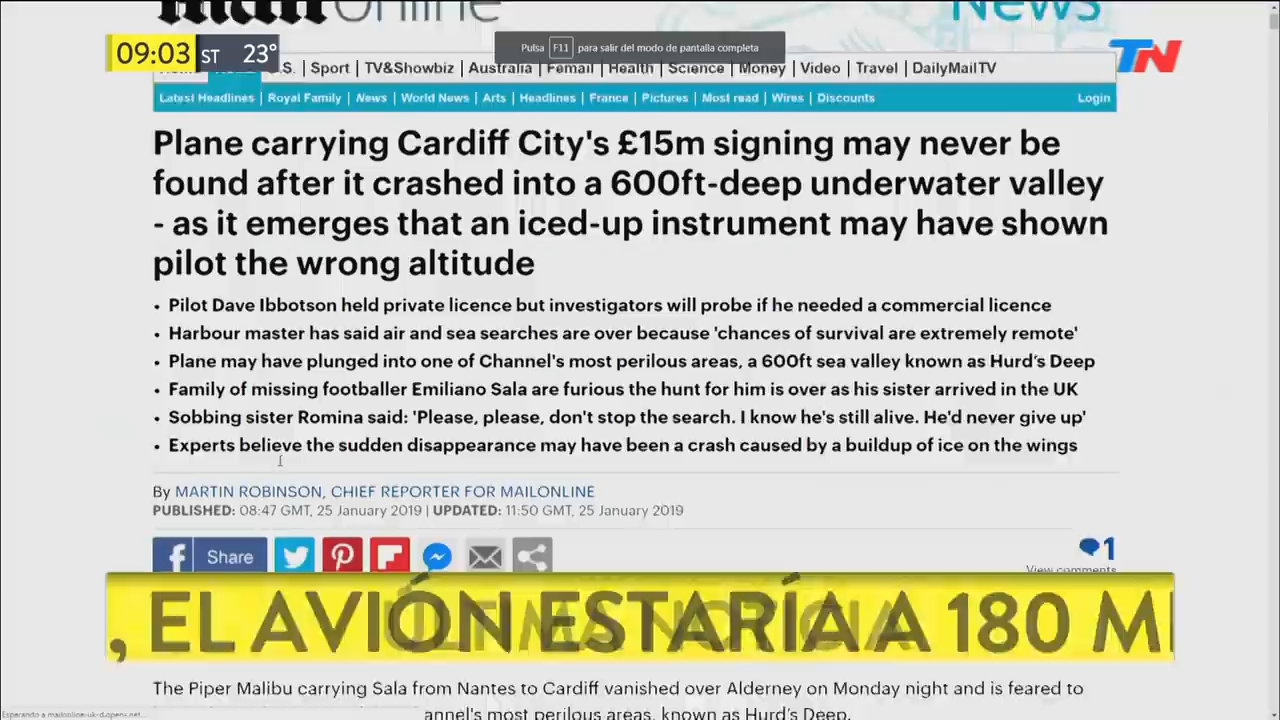 Mail Online
News
09:03 ST 23°
Pulsa F11 para salir del modo de pantalla completa
TN
U.S. | Sport | TV&Showbiz | Australia | Femail | Health | Science | Money | Video | Travel | DailyMailTV
Latest Headlines | Royal Family | News | World News | Arts | Headlines | France | Pictures | Most read | Wires | Discounts
Login
Plane carrying Cardiff City's £15m signing may never be
found after it crashed into a 600ft-deep underwater valley
- as it emerges that an iced-up instrument may have shown
pilot the wrong altitude
• Pilot Dave Ibbotson held private licence but investigators will probe if he needed a commercial licence
• Harbour master has said air and sea searches are over because 'chances of survival are extremely remote'
• Plane may have plunged into one of Channel's most perilous areas, a 600ft sea valley known as Hurd's Deep
• Family of missing footballer Emiliano Sala are furious the hunt for him is over as his sister arrived in the UK
• Sobbing sister Romina said: 'Please, please, don't stop the search. I know he's still alive. He'd never give up'
• Experts believe the sudden disappearance may have been a crash caused by a buildup of ice on the wings
By MARTIN ROBINSON, CHIEF REPORTER FOR MAILONLINE
PUBLISHED: 08:47 GMT, 25 January 2019 | UPDATED: 11:50 GMT, 25 January 2019
Share
1
View comments
, EL AVIÓN ESTARÍA A 180 M
ÚLTIMA NOTICIA
The Piper Malibu carrying Sala from Nantes to Cardiff vanished over Alderney on Monday night and is feared to
annel's most perilous areas, known as Hurd's Deep.
Esperando a mailonline-uk-d.openx.net...